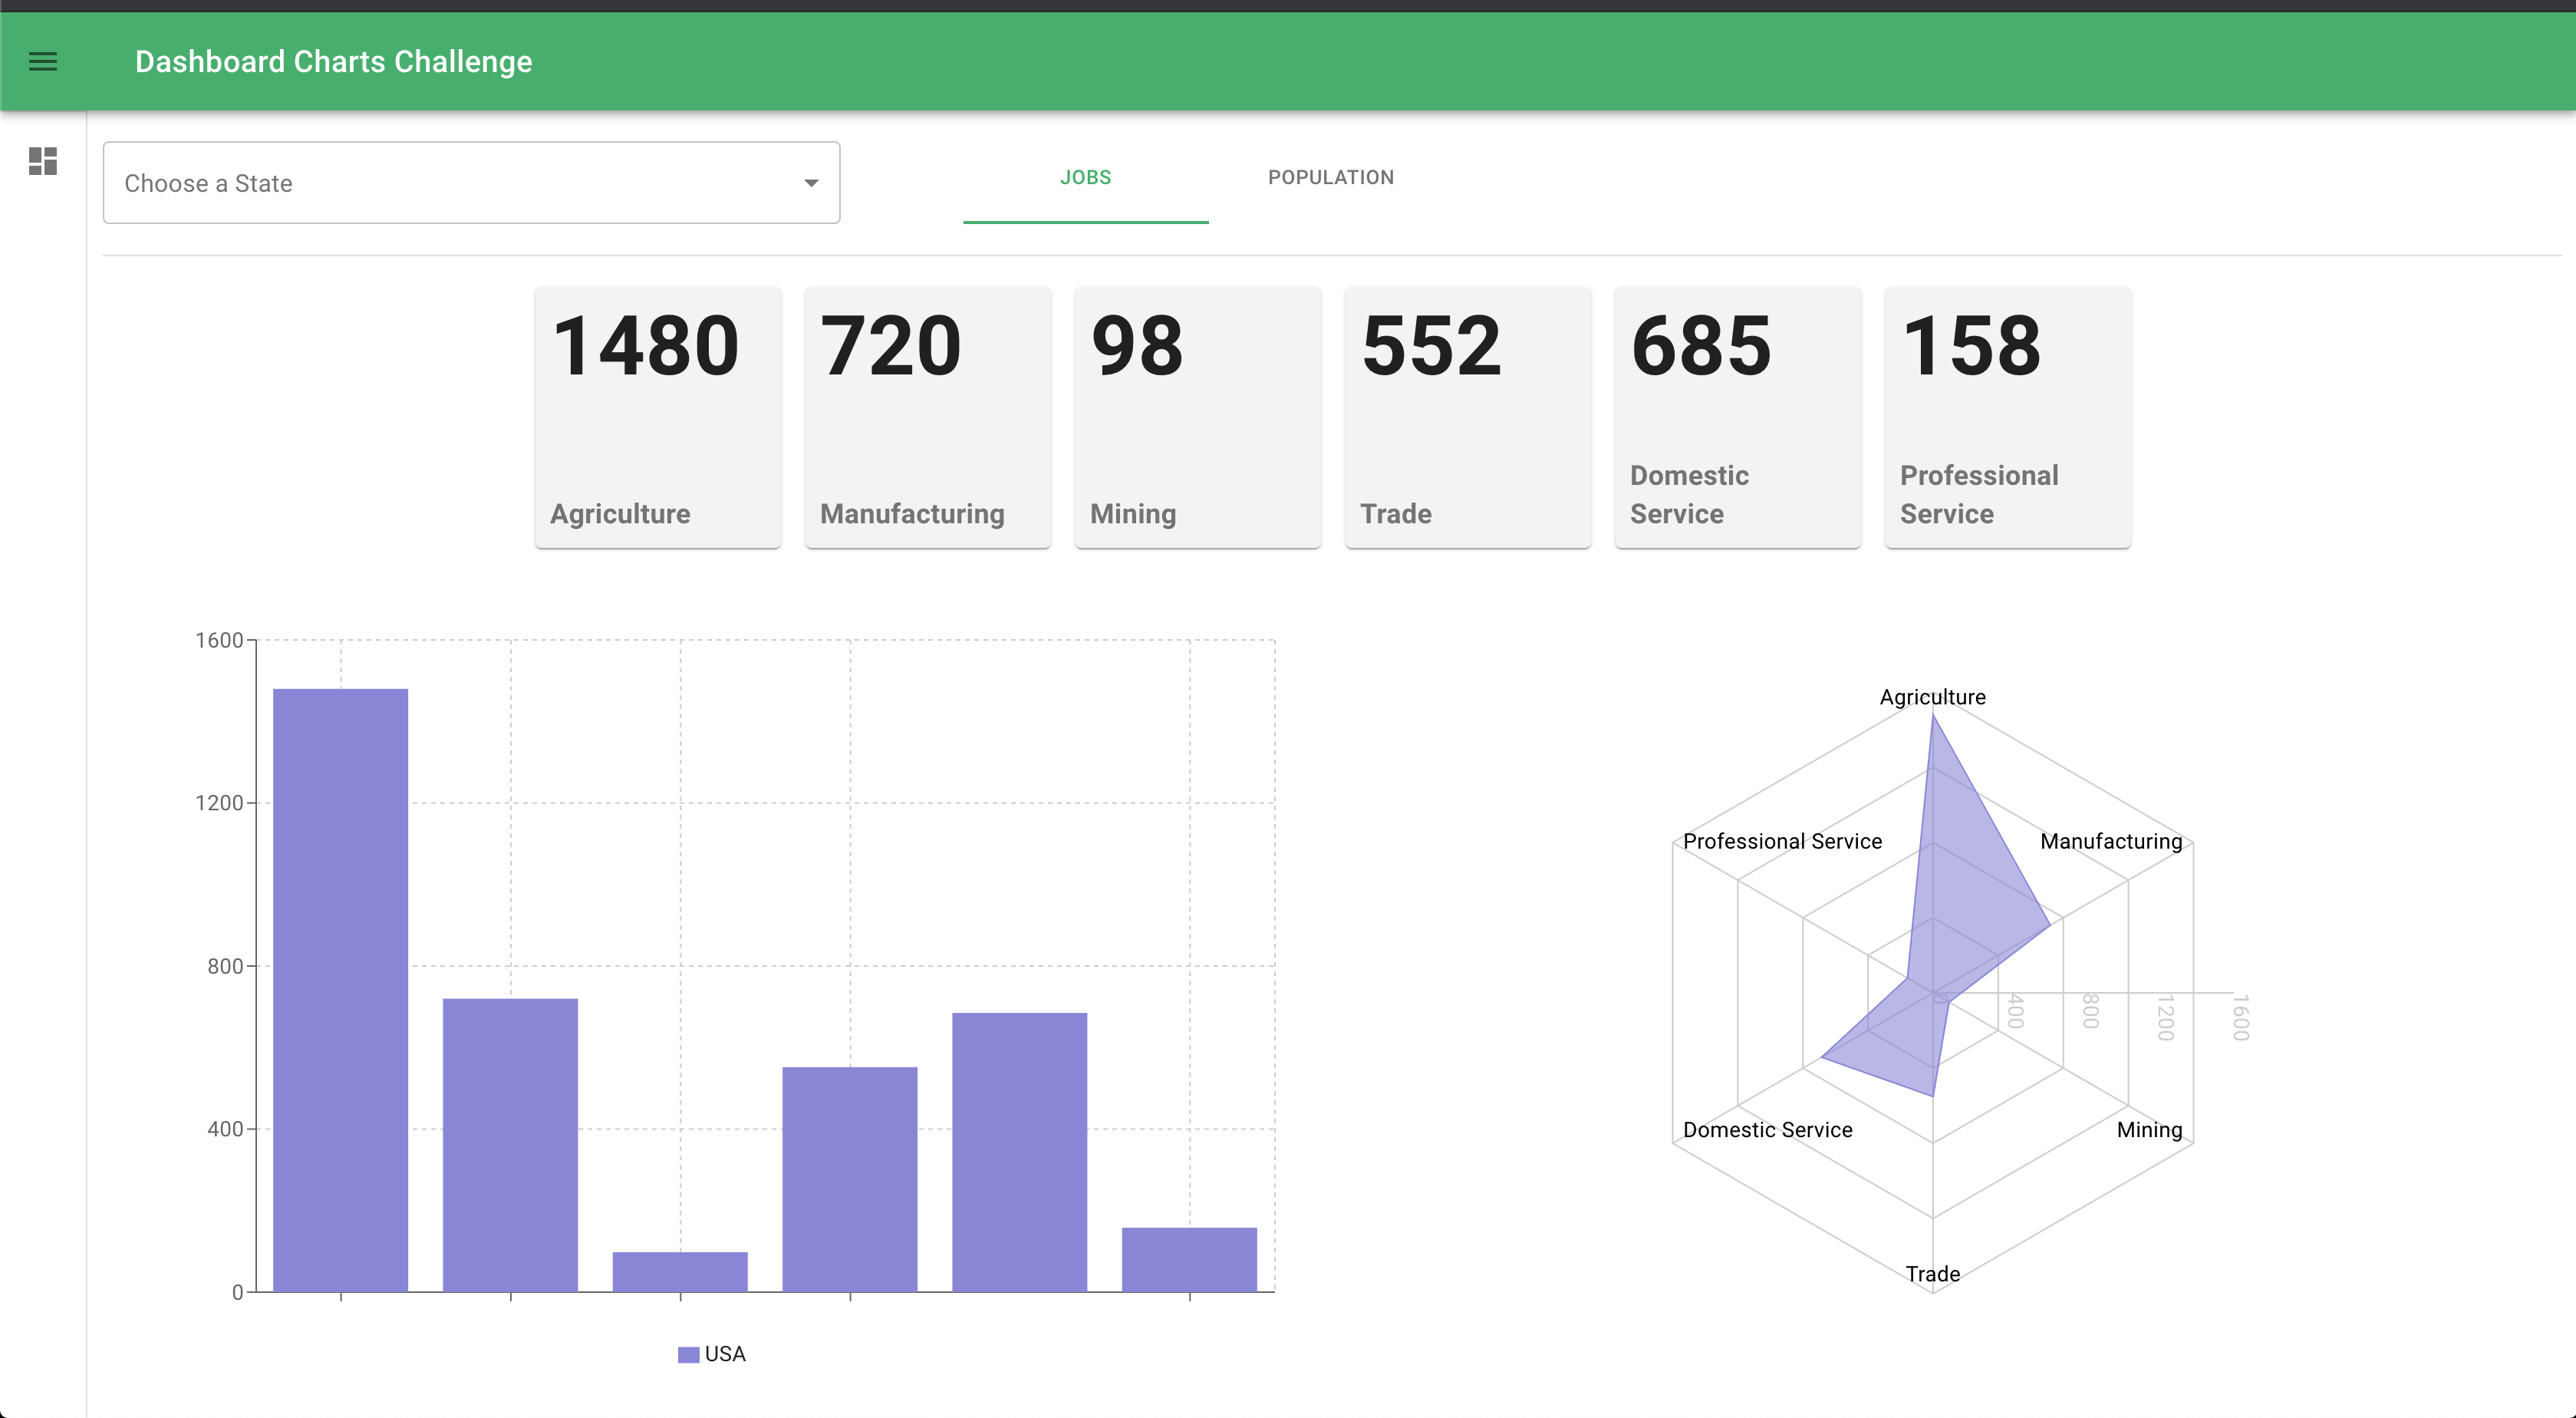 Dashboard Charts Challenge
Choose a State
JOBS
POPULATION
1480
720
98
552
685
158
Agriculture
Manufacturing
Mining
Trade
Domestic
Service
Professional
Service
1600
1200
800
400
0
USA
Agriculture
Professional Service
Manufacturing
0
400
800
1200
1600
Domestic Service
Mining
Trade